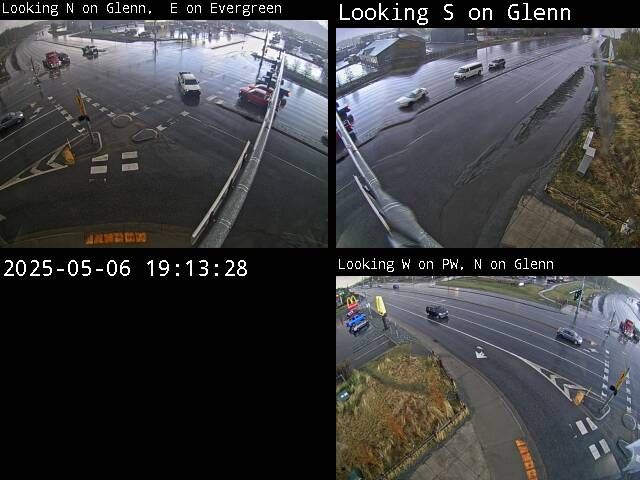 Looking N on Glenn,  E on Evergreen
Looking S on Glenn
2025-05-06 19:13:28
Looking W on PW, N on Glenn